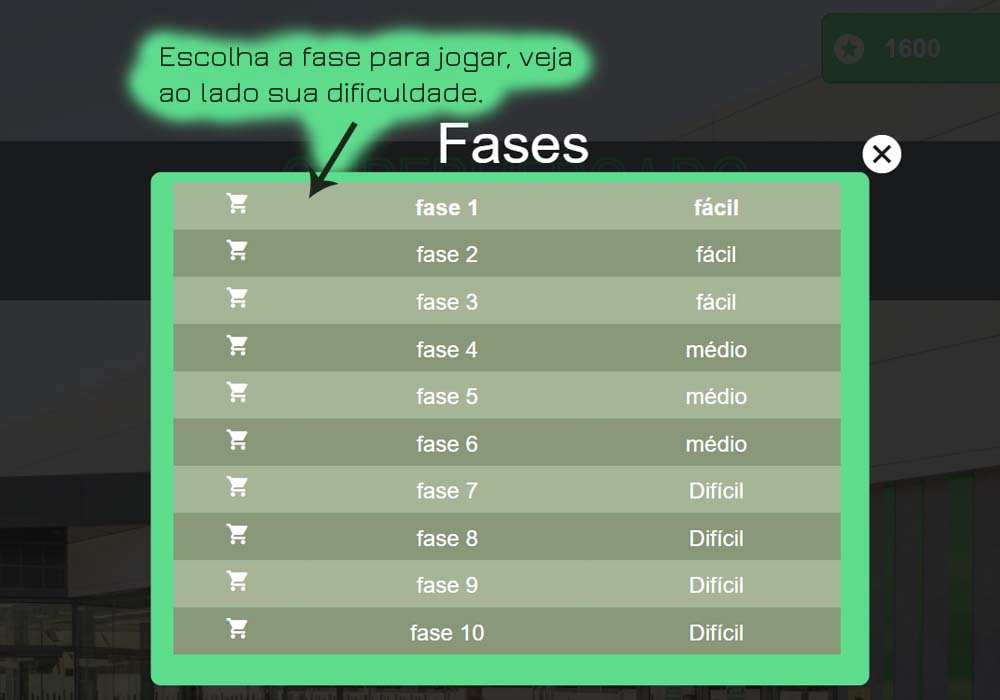 Escolha a fase para jogar, veja
ao lado sua dificuldade.
1600
Fases
fase 1 fácil
fase 2 fácil
fase 3 fácil
fase 4 médio
fase 5 médio
fase 6 médio
fase 7 Difícil
fase 8 Difícil
fase 9 Difícil
fase 10 Difícil